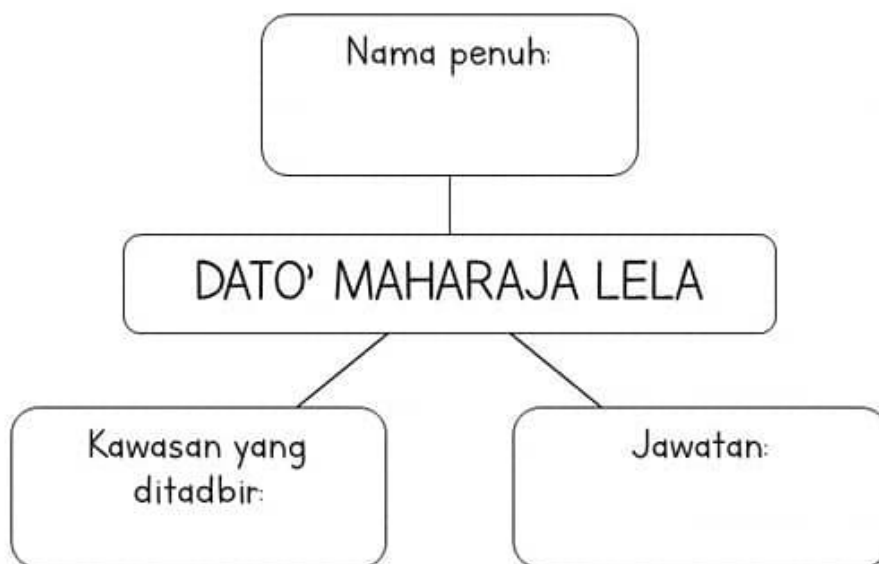 Nama penuh:
DATO' MAHARAJA LELA
Kawasan yang
ditadbir:
Jawatan: